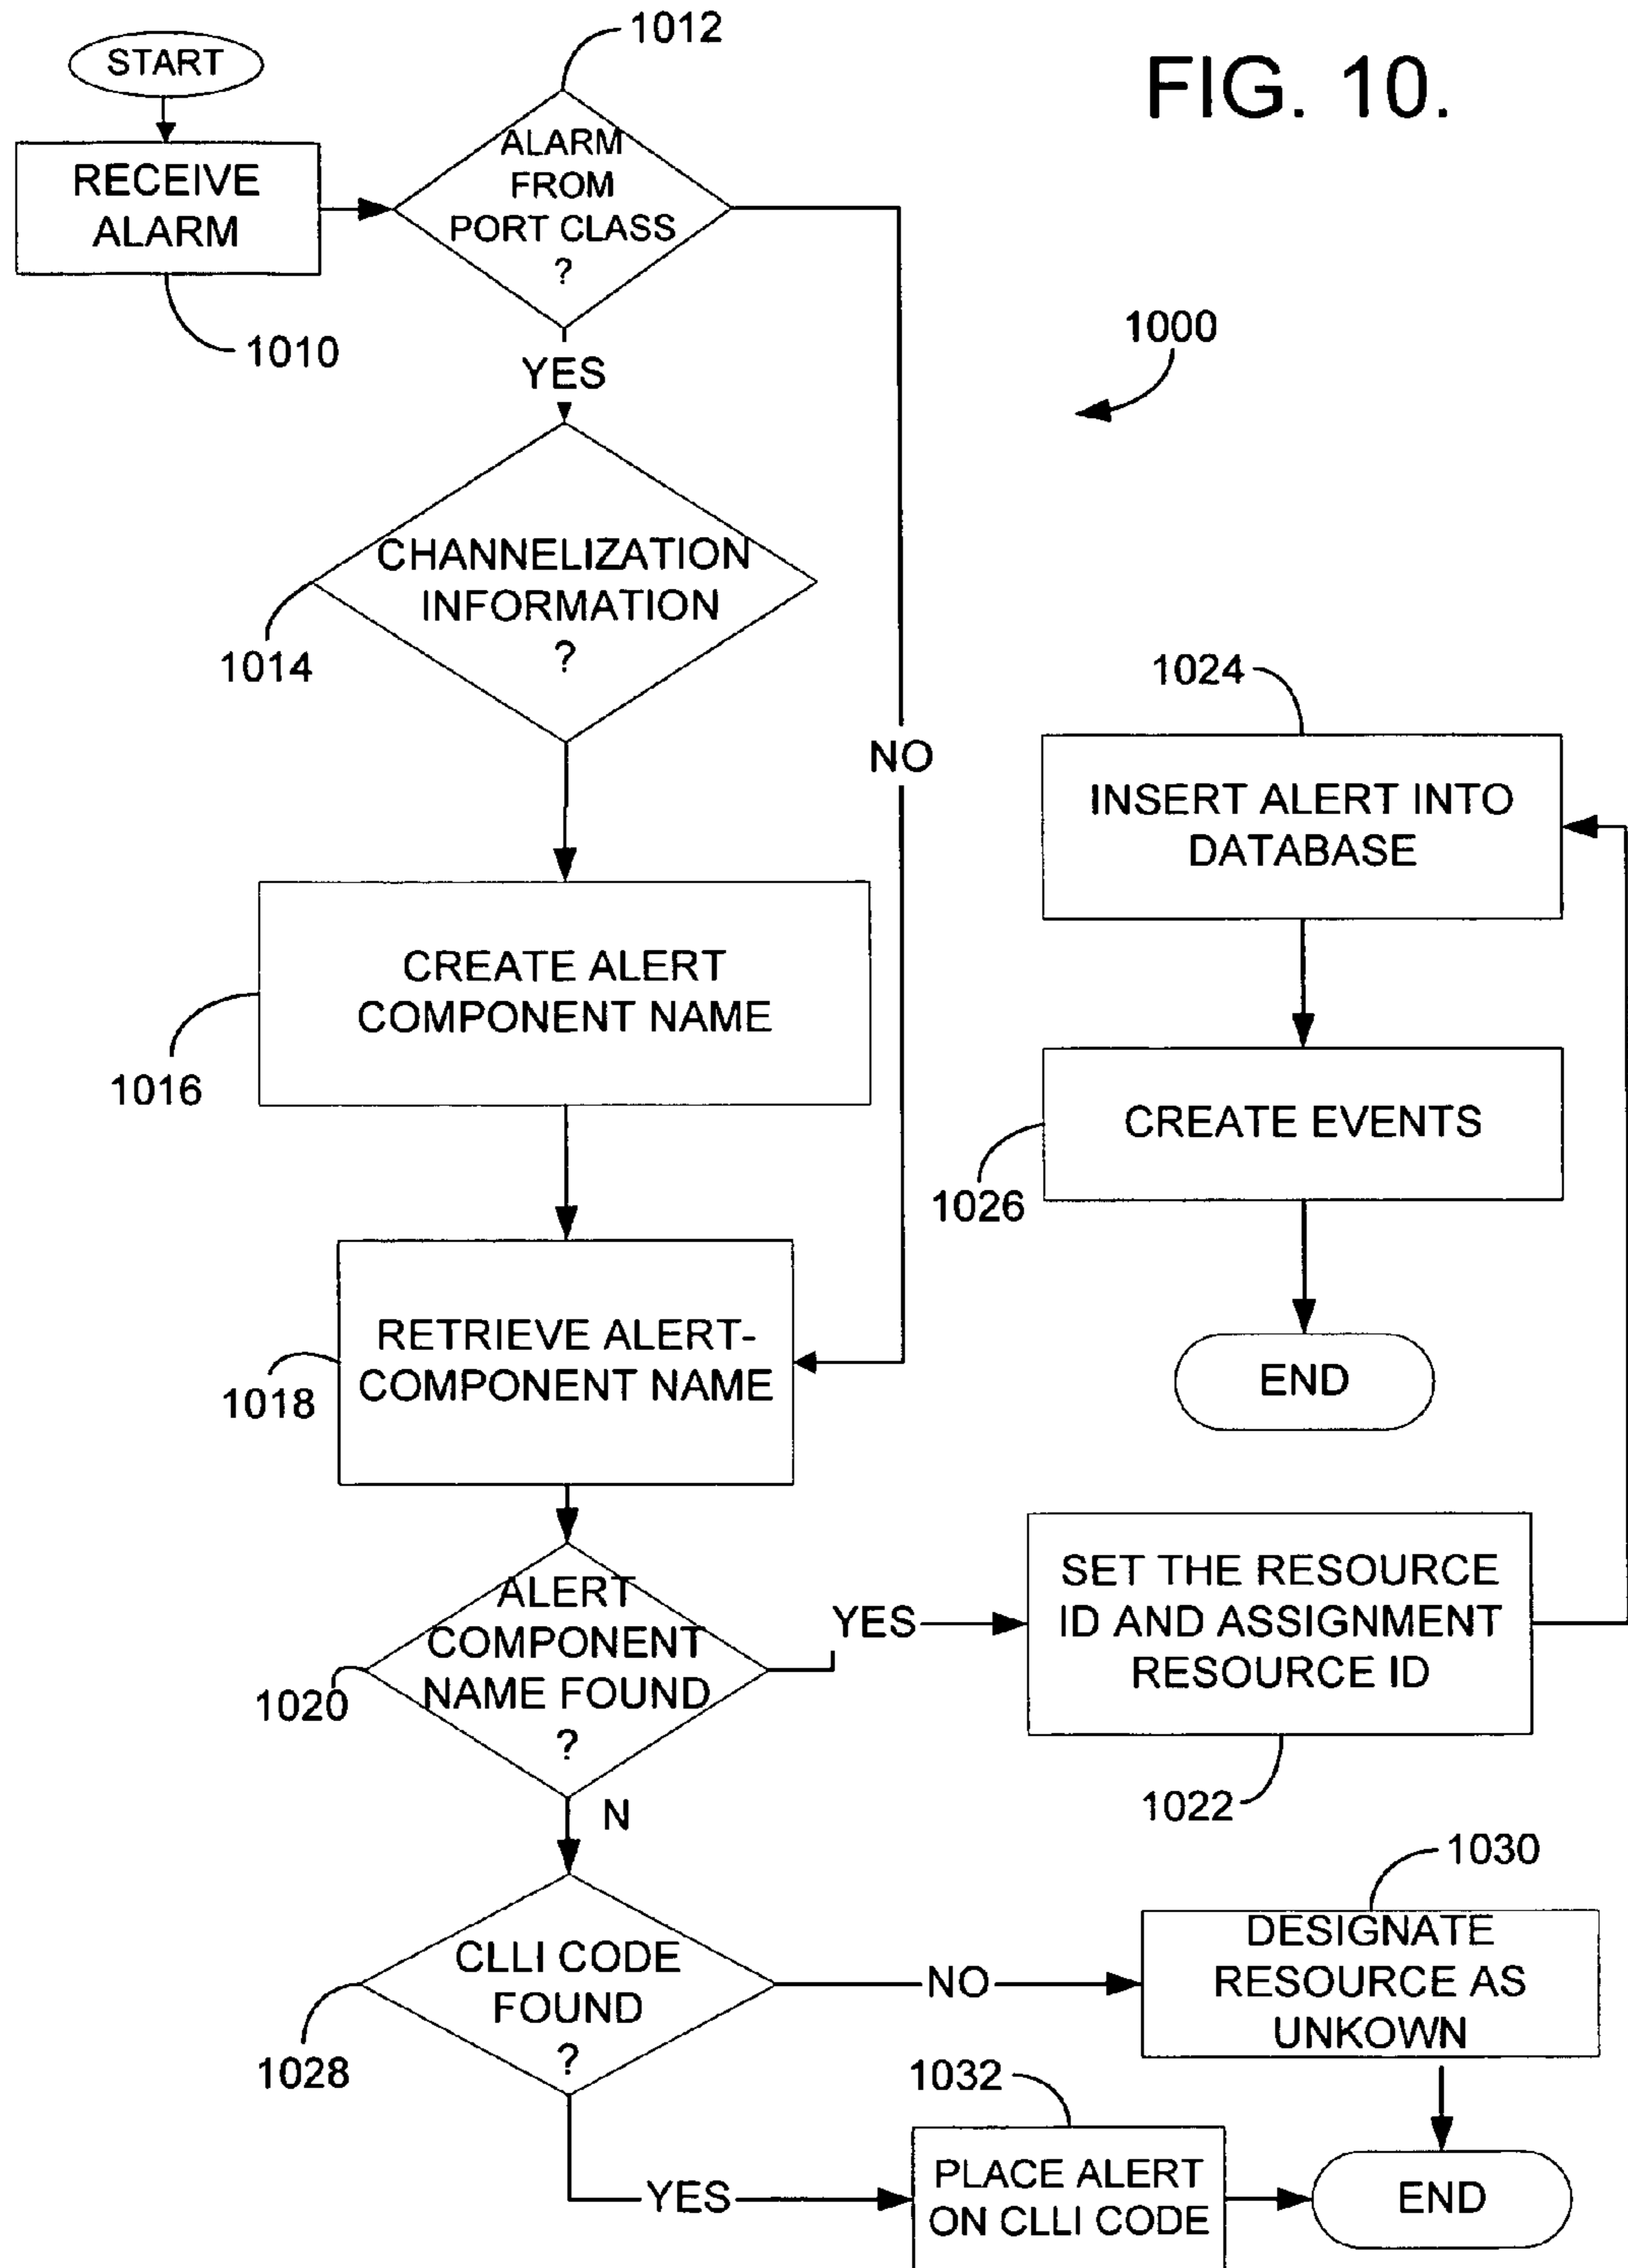 FIG. 10.
START
1012
RECEIVE
ALARM
1010
ALARM
FROM
PORT CLASS
?
YES
NO
1000
CHANNELIZATION
INFORMATION
?
1014
CREATE ALERT
COMPONENT NAME
1016
RETRIEVE ALERT-
COMPONENT NAME
1018
ALERT
COMPONENT
NAME FOUND
?
1020
YES
SET THE RESOURCE
ID AND ASSIGNMENT
RESOURCE ID
1022
1024
INSERT ALERT INTO
DATABASE
CREATE EVENTS
1026
END
N
CLLI CODE
FOUND
?
1028
NO
1030
DESIGNATE
RESOURCE AS
UNKOWN
YES
1032
PLACE ALERT
ON CLLI CODE
END